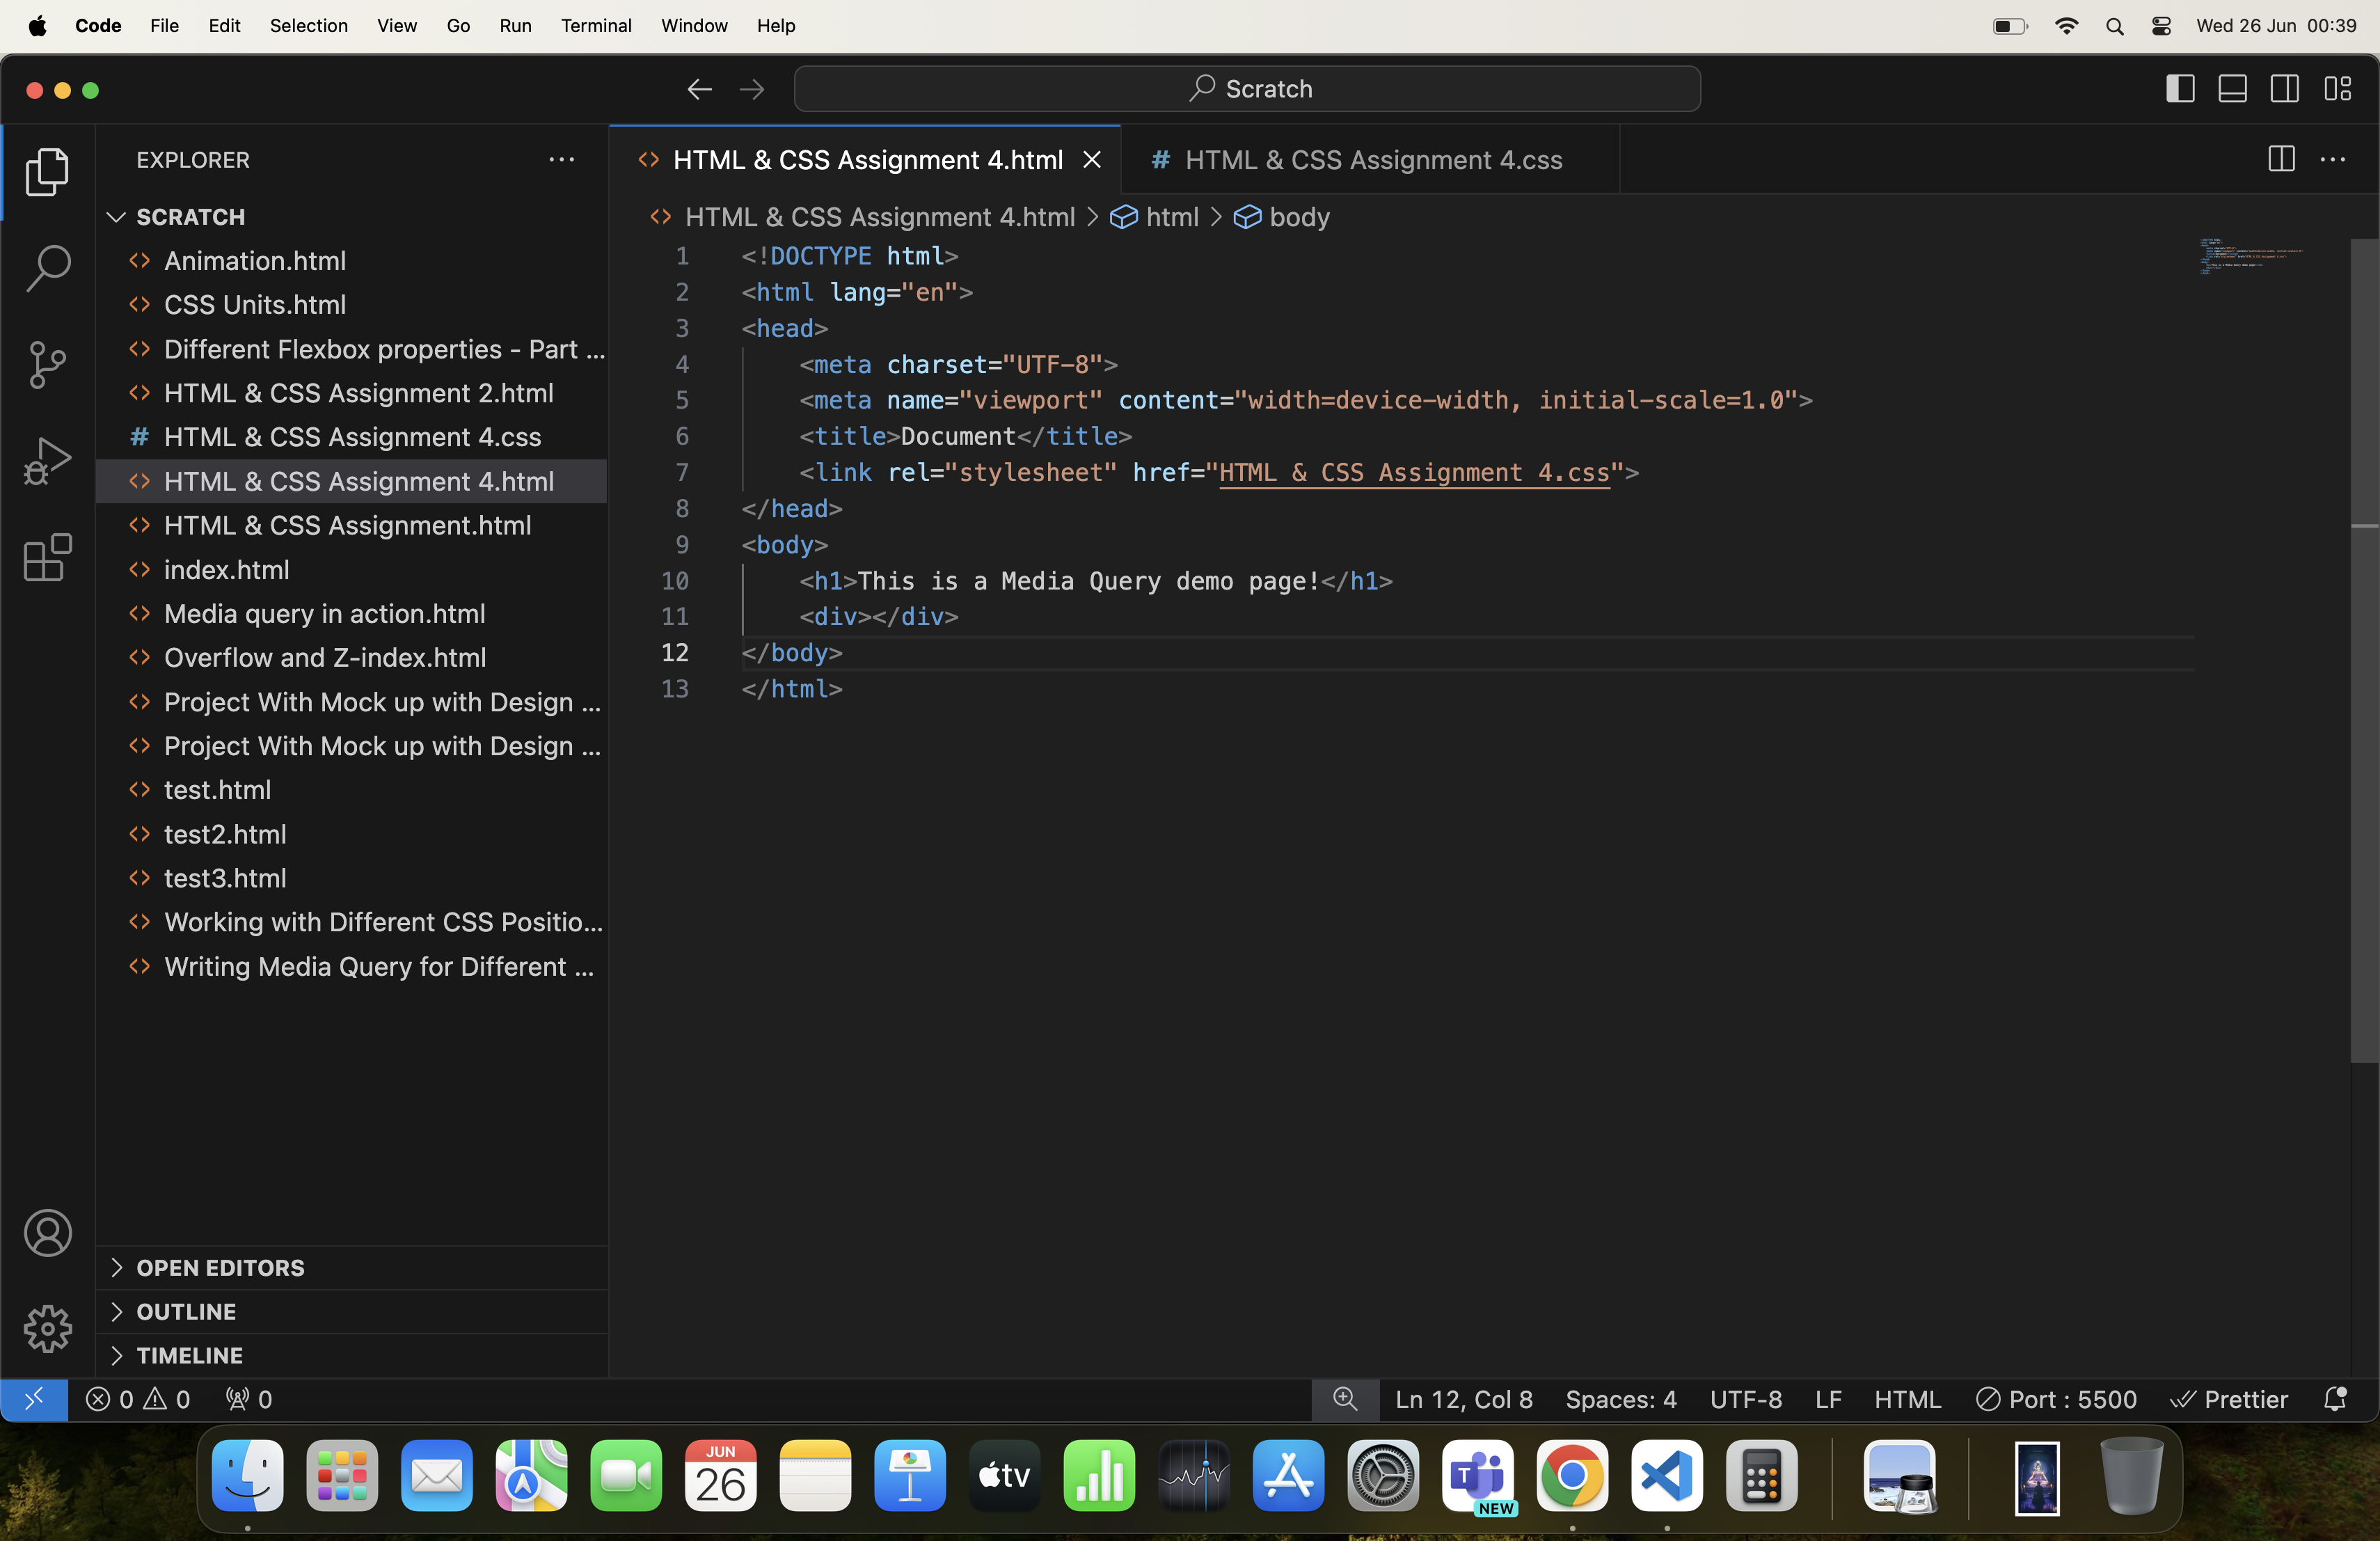 Code File Edit Selection View Go Run Terminal Window Help Wed 26 Jun 00:39
Scratch
EXPLORER
SCRATCH
Animation.html
CSS Units.html
Different Flexbox properties - Part ...
HTML & CSS Assignment 2.html
# HTML & CSS Assignment 4.css
HTML & CSS Assignment 4.html
HTML & CSS Assignment.html
index.html
Media query in action.html
Overflow and Z-index.html
Project With Mock up with Design ...
Project With Mock up with Design ...
test.html
test2.html
test3.html
Working with Different CSS Positio...
Writing Media Query for Different ...
OPEN EDITORS
OUTLINE
TIMELINE
HTML & CSS Assignment 4.html # HTML & CSS Assignment 4.css
HTML & CSS Assignment 4.html > html > body
1 <!DOCTYPE html>
2 <html lang="en">
3 <head>
4 <meta charset="UTF-8">
5 <meta name="viewport" content="width=device-width, initial-scale=1.0">
6 <title>Document</title>
7 <link rel="stylesheet" href="HTML & CSS Assignment 4.css">
8 </head>
9 <body>
10 <h1>This is a Media Query demo page!</h1>
11 <div></div>
12 </body>
13 </html>
0 0 0 Ln 12, Col 8 Spaces: 4 UTF-8 LF HTML Port : 5500 Prettier
JUN
26
tv
T
NEW